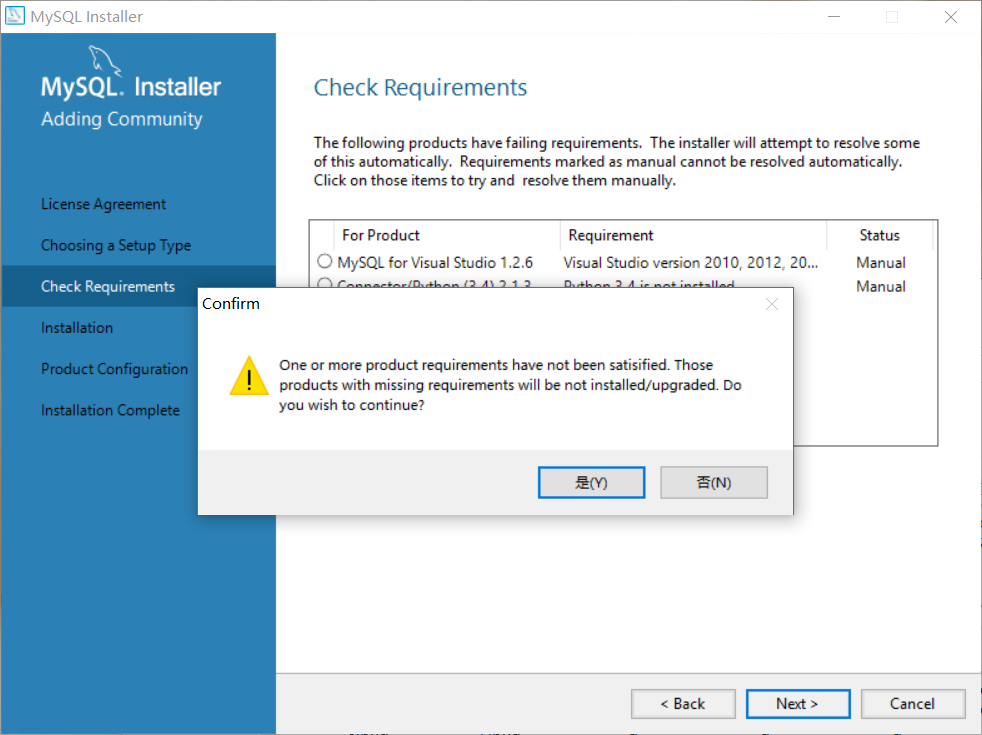 MySQL Installer
MySQL. Installer
Adding Community
License Agreement
Choosing a Setup Type
Check Requirements
Installation
Product Configuration
Installation Complete
Check Requirements
The following products have failing requirements. The installer will attempt to resolve some
of this automatically. Requirements marked as manual cannot be resolved automatically.
Click on those items to try and resolve them manually.
For Product Requirement Status
MySQL for Visual Studio 1.2.6 Visual Studio version 2010, 2012, 20... Manual
Connector/Python (3.4) 2.1.3 Python 3.4 is not installed Manual
Confirm
One or more product requirements have not been satisified. Those
products with missing requirements will be not installed/upgraded. Do
you wish to continue?
是(Y) 否(N)
< Back Next > Cancel